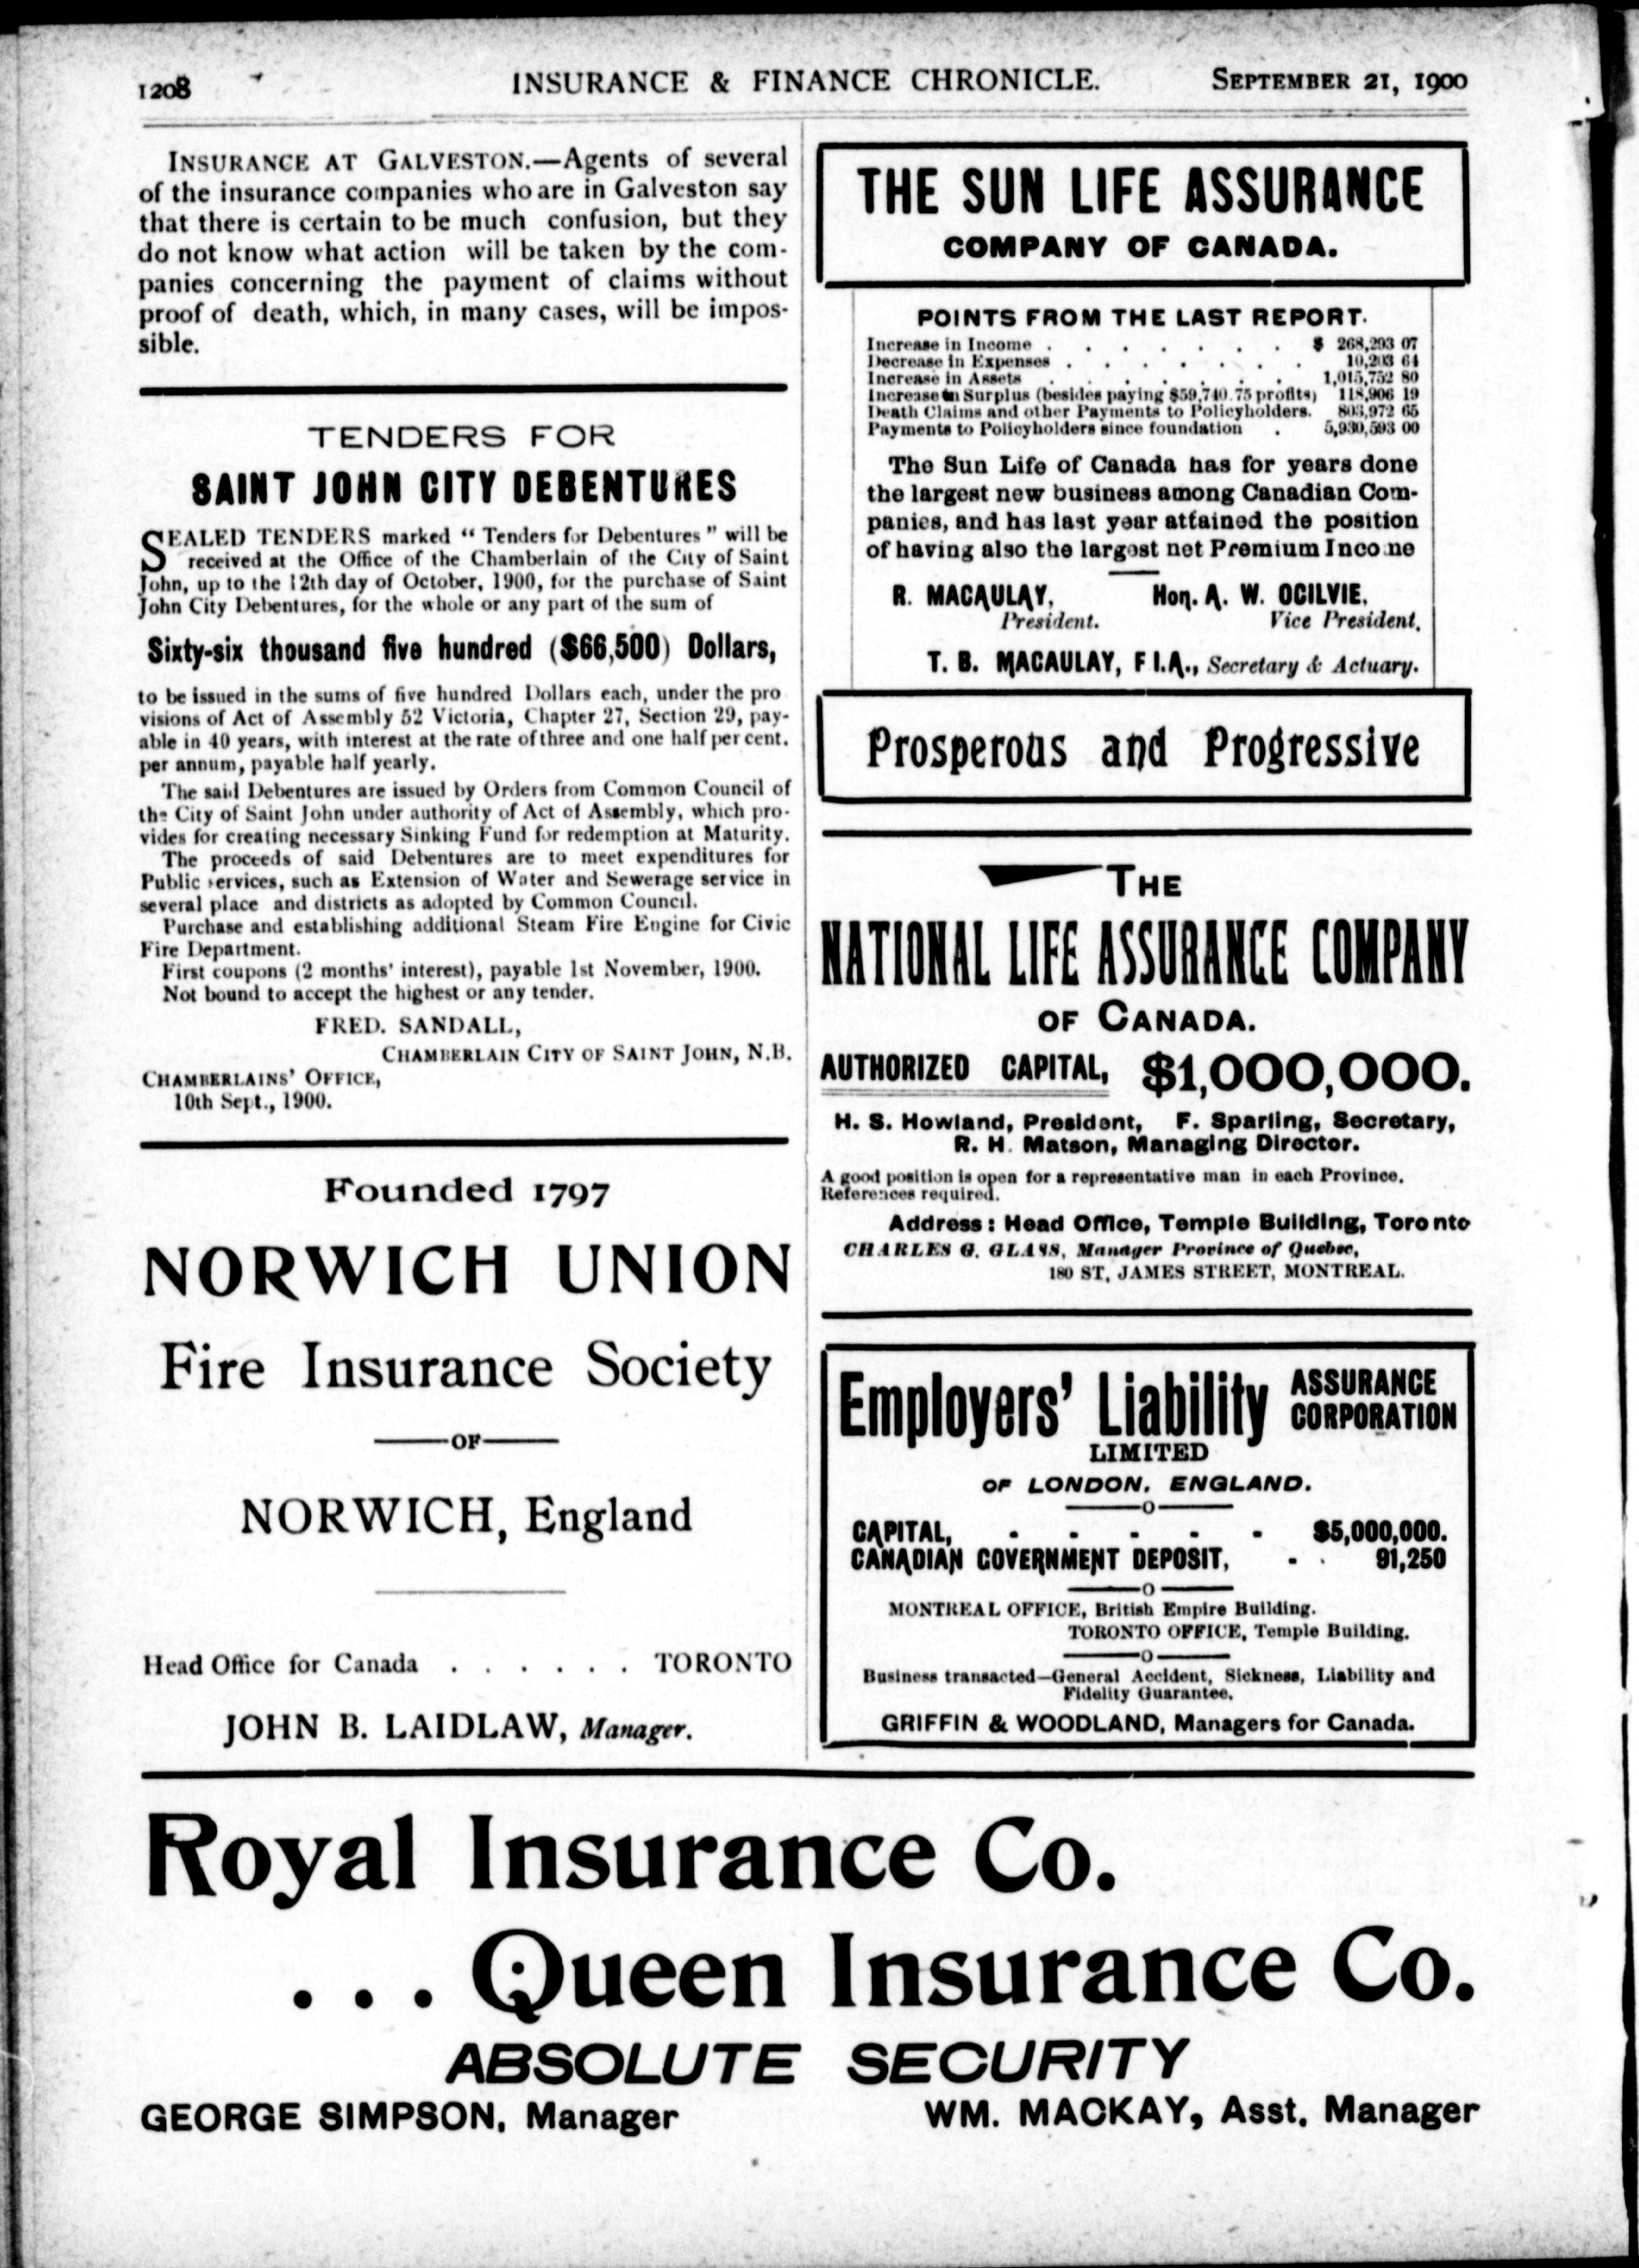 1208
INSURANCE & FINANCE CHRONICLE.
SEPTEMBER 21, 1900
INSURANCE AT GALVESTON.—Agents of several
of the insurance companies who are in Galveston say
that there is certain to be much confusion, but they
do not know what action will be taken by the com-
panies concerning the payment of claims without
proof of death, which, in many cases, will be impos-
sible.
TENDERS FOR
SAINT JOHN CITY DEBENTURES
SEALED TENDERS marked "Tenders for Debentures" will be
received at the Office of the Chamberlain of the City of Saint
John, up to the 12th day of October, 1900, for the purchase of Saint
John City Debentures, for the whole or any part of the sum of
Sixty-six thousand five hundred ($66,500) Dollars,
to be issued in the sums of five hundred Dollars each, under the pro
visions of Act of Assembly 52 Victoria, Chapter 27, Section 29, pay-
able in 40 years, with interest at the rate of three and one half per cent.
per annum, payable half yearly.
The said Debentures are issued by Orders from Common Council of
the City of Saint John under authority of Act of Assembly, which pro-
vides for creating necessary Sinking Fund for redemption at Maturity.
The proceeds of said Debentures are to meet expenditures for
Public services, such as Extension of Water and Sewerage service in
several place and districts as adopted by Common Council.
Purchase and establishing additional Steam Fire Engine for Civic
Fire Department.
First coupons (2 months' interest), payable 1st November, 1900.
Not bound to accept the highest or any tender.
FRED. SANDALL,
CHAMBERLAIN CITY OF SAINT JOHN, N.B.
CHAMBERLAINS' OFFICE,
10th Sept., 1900.
Founded 1797
NORWICH UNION
Fire Insurance Society
—OF—
NORWICH, England
Head Office for Canada . . . . . . TORONTO
JOHN B. LAIDLAW, Manager.
THE SUN LIFE ASSURANCE
COMPANY OF CANADA.
POINTS FROM THE LAST REPORT.
Increase in Income . . . . . . . . $ 268,293 07
Decrease in Expenses . . . . . . . . 10,203 64
Increase in Assets . . . . . . . 1,015,752 80
Increase in Surplus (besides paying $59,740.75 profits) 118,906 19
Death Claims and other Payments to Policyholders. 803,972 65
Payments to Policyholders since foundation . 5,930,593 00
The Sun Life of Canada has for years done
the largest new business among Canadian Com-
panies, and has last year attained the position
of having also the largest net Premium Income
R. MACAULAY, Hon. A. W. OGILVIE,
President. Vice President.
T. B. MACAULAY, F I.A., Secretary & Actuary.
Prosperous and Progressive
THE
NATIONAL LIFE ASSURANCE COMPANY
OF CANADA.
AUTHORIZED CAPITAL, $1,000,000.
H. S. Howland, President, F. Sparling, Secretary,
R. H. Matson, Managing Director.
A good position is open for a representative man in each Province.
References required.
Address: Head Office, Temple Building, Toronto
CHARLES G. GLASS, Manager Province of Quebec,
180 ST. JAMES STREET, MONTREAL.
Employers' Liability ASSURANCE
CORPORATION
LIMITED
OF LONDON, ENGLAND.
—o—
CAPITAL, - - - - - $5,000,000.
CANADIAN GOVERNMENT DEPOSIT, - . 91,250
—o—
MONTREAL OFFICE, British Empire Building.
TORONTO OFFICE, Temple Building.
—o—
Business transacted—General Accident, Sickness, Liability and
Fidelity Guarantee.
GRIFFIN & WOODLAND, Managers for Canada.
Royal Insurance Co.
. . . Queen Insurance Co.
ABSOLUTE SECURITY
GEORGE SIMPSON, Manager WM. MACKAY, Asst. Manager